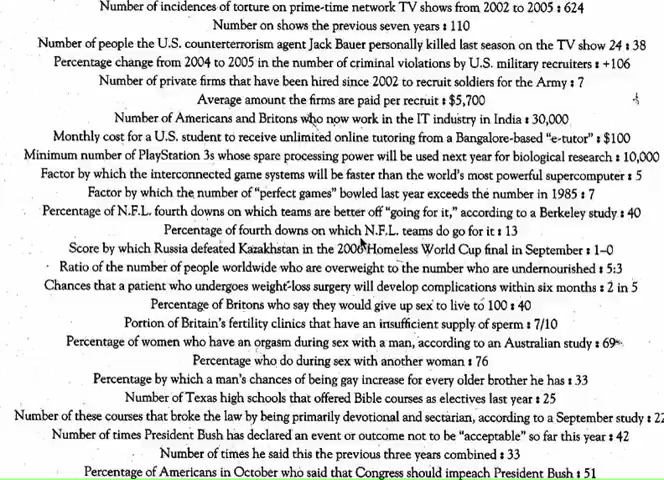 Number of incidences of torture on prime-time network TV shows from 2002 to 2005 : 624
Number on shows the previous seven years : 110
Number of people the U.S. counterterrorism agent Jack Bauer personally killed last season on the TV show 24 : 38
Percentage change from 2004 to 2005 in the number of criminal violations by U.S. military recruiters : +106
Number of private firms that have been hired since 2002 to recruit soldiers for the Army : 7
Average amount the firms are paid per recruit : $5,700
Number of Americans and Britons who now work in the IT industry in India : 30,000
Monthly cost for a U.S. student to receive unlimited online tutoring from a Bangalore-based "e-tutor" : $100
Minimum number of PlayStation 3s whose spare processing power will be used next year for biological research : 10,000
Factor by which the interconnected game systems will be faster than the world's most powerful supercomputer : 5
Factor by which the number of "perfect games" bowled last year exceeds the number in 1985 : 7
Percentage of N.F.L. fourth downs on which teams are better off "going for it," according to a Berkeley study : 40
Percentage of fourth downs on which N.F.L. teams do go for it : 13
Score by which Russia defeated Kazakhstan in the 2006 Homeless World Cup final in September : 1–0
Ratio of the number of people worldwide who are overweight to the number who are undernourished : 5:3
Chances that a patient who undergoes weight-loss surgery will develop complications within six months : 2 in 5
Percentage of Britons who say they would give up sex to live to 100 : 40
Portion of Britain's fertility clinics that have an insufficient supply of sperm : 7/10
Percentage of women who have an orgasm during sex with a man, according to an Australian study : 69
Percentage who do during sex with another woman : 76
Percentage by which a man's chances of being gay increase for every older brother he has : 33
Number of Texas high schools that offered Bible courses as electives last year : 25
Number of these courses that broke the law by being primarily devotional and sectarian, according to a September study : 22
Number of times President Bush has declared an event or outcome not to be "acceptable" so far this year : 42
Number of times he said this the previous three years combined : 33
Percentage of Americans in October who said that Congress should impeach President Bush : 51